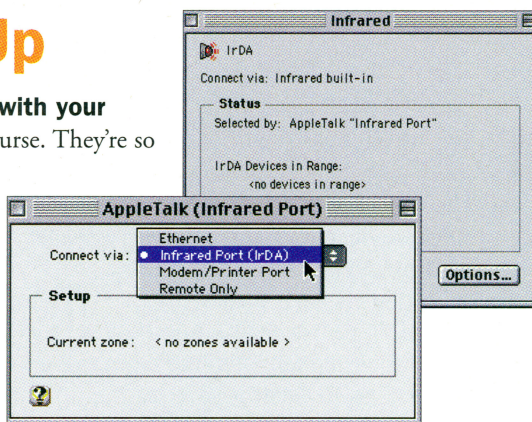 Up
with your
urse. They're so
Infrared
IrDA
Connect via: Infrared built-in
Status
Selected by: AppleTalk "Infrared Port"
IrDA Devices in Range:
<no devices in range>
Options...
AppleTalk (Infrared Port)
Connect via:
Ethernet
Infrared Port (IrDA)
Modem/Printer Port
Remote Only
Setup
Current zone: < no zones available >
?